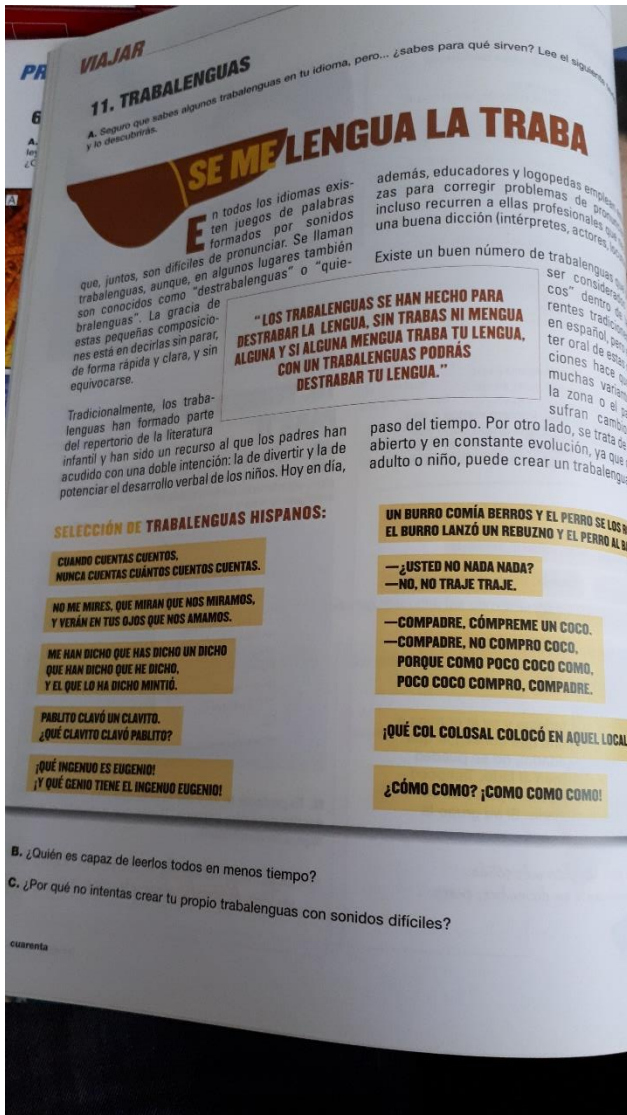 PR
6
A.
A
VIAJAR
11. TRABALENGUAS
A. Seguro que sabes algunos trabalenguas en tu idioma, pero... ¿sabes para qué sirven? Lee el siguiente
y lo descubrirás.
SE ME LENGUA LA TRABA
En todos los idiomas exis-
ten juegos de palabras
formados por sonidos
que, juntos, son difíciles de pronunciar. Se llaman
trabalenguas, aunque, en algunos lugares también
son conocidos como "destrabalenguas" o "quie-
bralenguas". La gracia de
estas pequeñas composicio-
nes está en decirlas sin parar,
de forma rápida y clara, y sin
equivocarse.
Tradicionalmente, los traba-
lenguas han formado parte
del repertorio de la literatura
infantil y han sido un recurso al que los padres han
acudido con una doble intención: la de divertir y la de
potenciar el desarrollo verbal de los niños. Hoy en día,
"LOS TRABALENGUAS SE HAN HECHO PARA
DESTRABAR LA LENGUA, SIN TRABAS NI MENGUA
ALGUNA Y SI ALGUNA MENGUA TRABA TU LENGUA,
CON UN TRABALENGUAS PODRÁS
DESTRABAR TU LENGUA."
además, educadores y logopedas emplean
zas para corregir problemas de
incluso recurren a ellas profesionales
una buena dicción (intérpretes, actores,
Existe un buen número de trabalenguas
ser
cos" dentro de
rentes
en español, pero
ter oral de estas
ciones hace
muchas
la zona o el
sufran
paso del tiempo. Por otro lado, se trata de
abierto y en constante evolución, ya que
adulto o niño, puede crear un
SELECCIÓN DE TRABALENGUAS HISPANOS:
CUANDO CUENTAS CUENTOS,
NUNCA CUENTAS CUÁNTOS CUENTOS CUENTAS.
NO ME MIRES, QUE MIRAN QUE NOS MIRAMOS,
Y VERÁN EN TUS OJOS QUE NOS AMAMOS.
ME HAN DICHO QUE HAS DICHO UN DICHO
QUE HAN DICHO QUE HE DICHO,
Y EL QUE LO HA DICHO MINTIÓ.
PABLITO CLAVÓ UN CLAVITO.
¿QUÉ CLAVITO CLAVÓ PABLITO?
¡QUÉ INGENUO ES EUGENIO!
¡Y QUÉ GENIO TIENE EL INGENUO EUGENIO!
UN BURRO COMÍA BERROS Y EL PERRO SE LOS
EL BURRO LANZÓ UN REBUZNO Y EL PERRO AL
—¿USTED NO NADA NADA?
—NO, NO TRAJE TRAJE.
—COMPADRE, CÓMPREME UN COCO.
—COMPADRE, NO COMPRO COCO,
PORQUE COMO POCO COCO COMO,
POCO COCO COMPRO, COMPADRE.
¡QUÉ COL COLOSAL COLOCÓ EN AQUEL LOCAL
¿CÓMO COMO? ¡COMO COMO COMO!
B. ¿Quién es capaz de leerlos todos en menos tiempo?
C. ¿Por qué no intentas crear tu propio trabalenguas con sonidos difíciles?
cuarenta